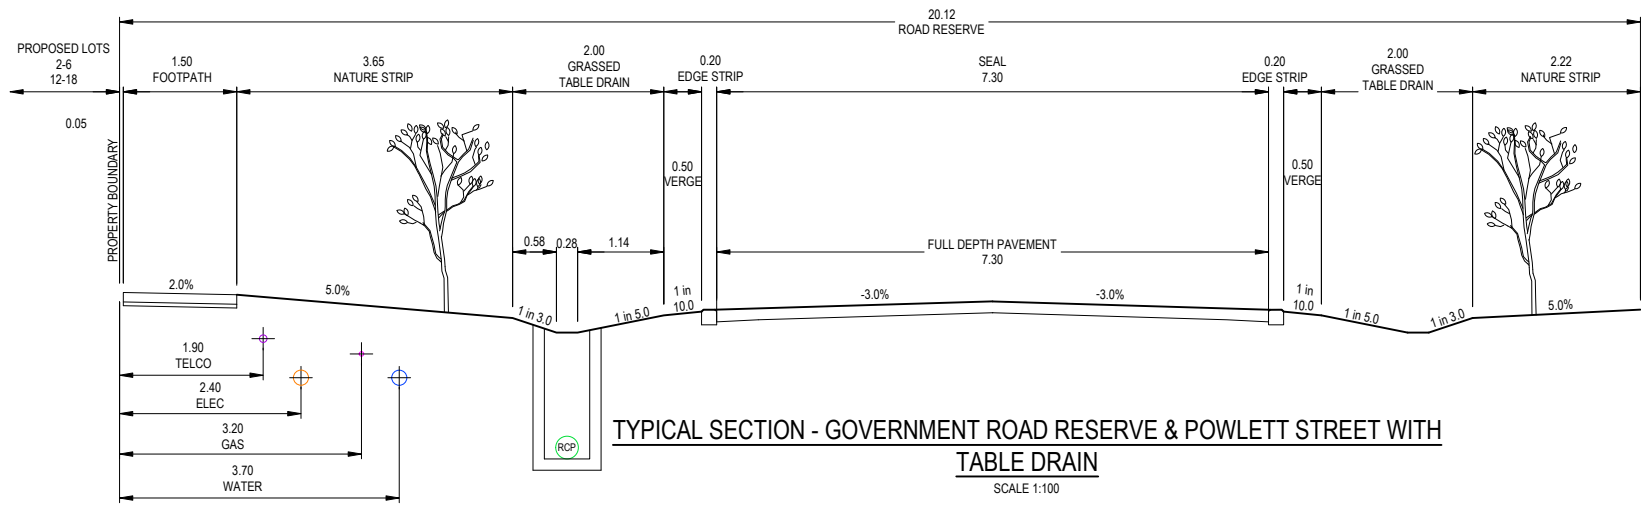 20.12
ROAD RESERVE
PROPOSED LOTS
2-6
12-18
1.50
FOOTPATH
3.65
NATURE STRIP
2.00
GRASSED
TABLE DRAIN
0.20
EDGE STRIP
SEAL
7.30
0.20
EDGE STRIP
2.00
GRASSED
TABLE DRAIN
2.22
NATURE STRIP
0.05
PROPERTY BOUNDARY
0.50
VERGE
0.50
VERGE
0.58
0.28
1.14
FULL DEPTH PAVEMENT
7.30
2.0%
5.0%
1 in 3.0
1 in 5.0
1 in
10.0
-3.0%
-3.0%
1 in
10.0
1 in 5.0
1 in 3.0
5.0%
1.90
TELCO
2.40
ELEC
3.20
GAS
3.70
WATER
RCP
TYPICAL SECTION - GOVERNMENT ROAD RESERVE & POWLETT STREET WITH
TABLE DRAIN
SCALE 1:100